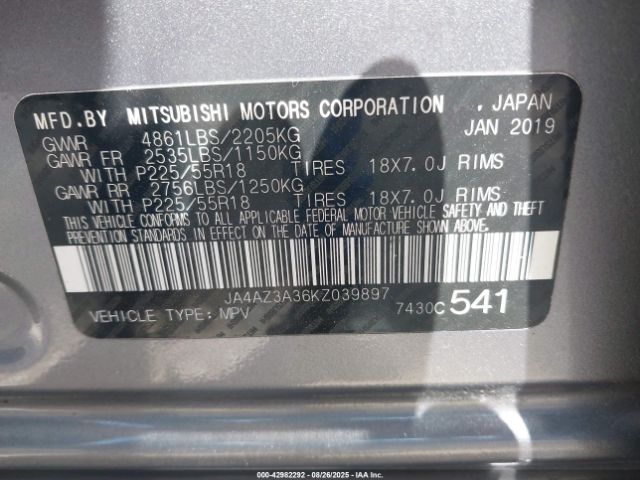 MFD.BY MITSUBISHI MOTORS CORPORATION , JAPAN
GVWR 4861LBS/2205KG JAN 2019
GAWR FR 2535LBS/1150KG
WITH P225/55R18 TIRES 18X7.0J RIMS
GAWR RR 2756LBS/1250KG
WITH P225/55R18 TIRES 18X7.0J RIMS
THIS VEHICLE CONFORMS TO ALL APPLICABLE FEDERAL MOTOR VEHICLE SAFETY AND THEFT
PREVENTION STANDARDS IN EFFECT ON THE DATE OF MANUFACTURE SHOWN ABOVE.
JA4AZ3A36KZ039897
VEHICLE TYPE: MPV 7430C 541
000-42982292 - 08/26/2025 - IAA Inc.